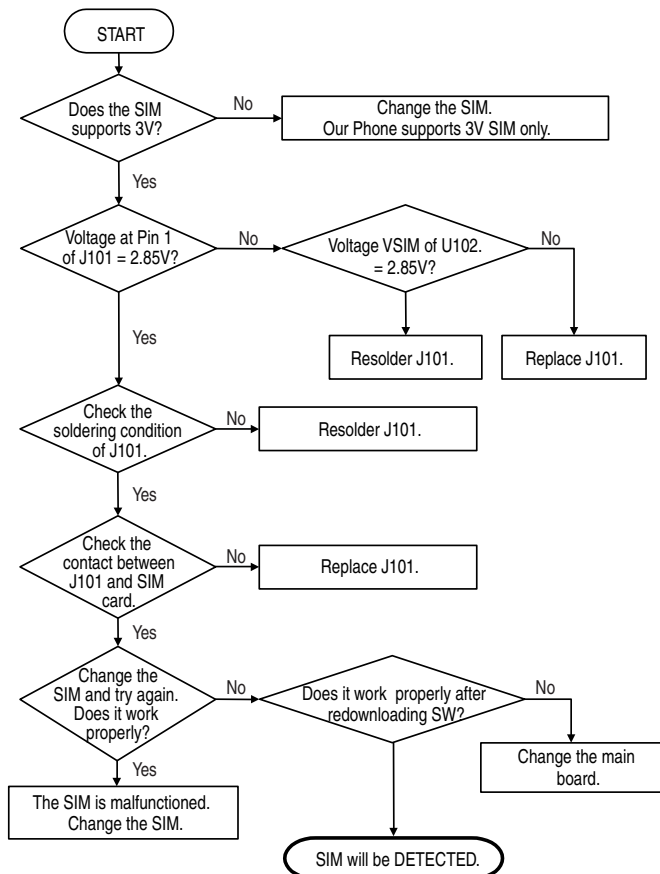 START
Does the SIM
supports 3V?
No
Change the SIM.
Our Phone supports 3V SIM only.
Yes
Voltage at Pin 1
of J101 = 2.85V?
No
Voltage VSIM of U102.
= 2.85V?
No
Yes
Resolder J101.
Replace J101.
Check the
soldering condition
of J101.
No
Resolder J101.
Yes
Check the
contact between
J101 and SIM
card.
No
Replace J101.
Yes
Change the
SIM and try again.
Does it work
properly?
No
Does it work properly after
redownloading SW?
No
Change the main
board.
Yes
The SIM is malfunctioned.
Change the SIM.
SIM will be DETECTED.